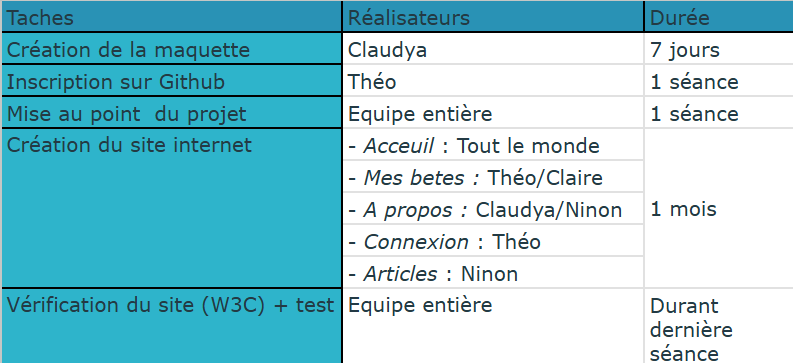 Taches Réalisateurs Durée
Création de la maquette Claudya 7 jours
Inscription sur Github Théo 1 séance
Mise au point  du projet Equipe entière 1 séance
Création du site internet - Acceuil : Tout le monde
- Mes betes : Théo/Claire
- A propos : Claudya/Ninon 1 mois
- Connexion : Théo
- Articles : Ninon
Vérification du site (W3C) + test Equipe entière Durant
dernière
séance